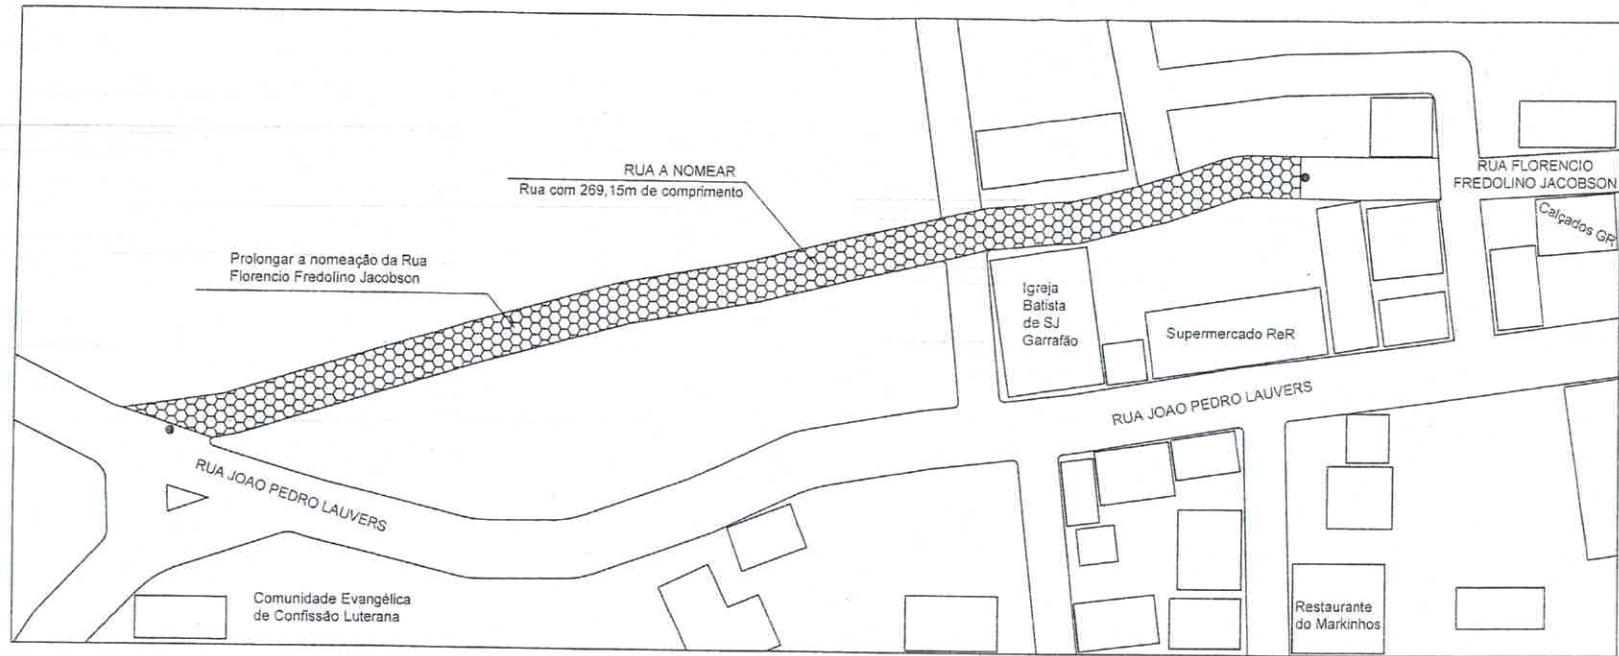 RUA A NOMEAR
Rua com 269,15m de comprimento
RUA FLORENCIO
FREDOLINO JACOBSON
Calçados GR
Prolongar a nomeação da Rua
Florencio Fredolino Jacobson
Igreja
Batista
de SJ
Garrafão
Supermercado ReR
RUA JOAO PEDRO LAUVERS
RUA JOAO PEDRO LAUVERS
Comunidade Evangélica
de Confissão Luterana
Restaurante
do Markinhos